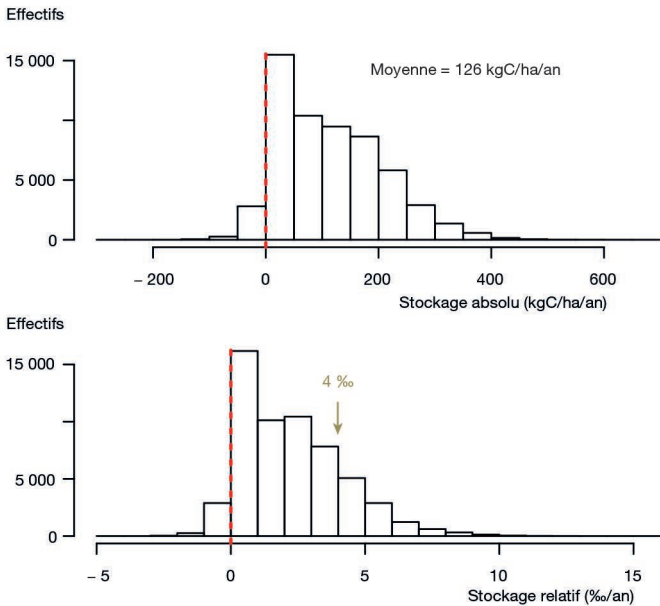 Effectifs
15 000
Moyenne = 126 kgC/ha/an
5 000
0
– 200 0 200 400 600
Stockage absolu (kgC/ha/an)
Effectifs
15 000
4 ‰
5 000
0
– 5 0 5 10 15
Stockage relatif (‰/an)